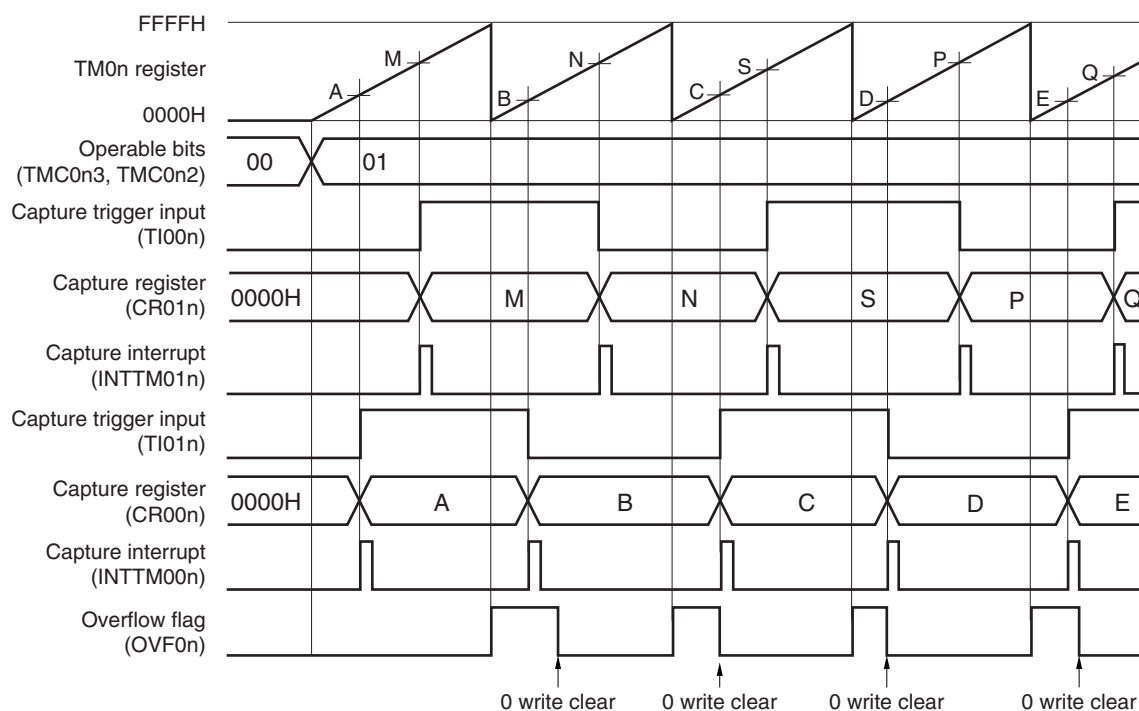 FFFFH
TM0n register
0000H
A M B N C S D P E Q
Operable bits
(TMC0n3, TMC0n2)
00 01
Capture trigger input
(TI00n)
Capture register
(CR01n)
0000H M N S P Q
Capture interrupt
(INTTM01n)
Capture trigger input
(TI01n)
Capture register
(CR00n)
0000H A B C D E
Capture interrupt
(INTTM00n)
Overflow flag
(OVF0n)
0 write clear 0 write clear 0 write clear 0 write clear